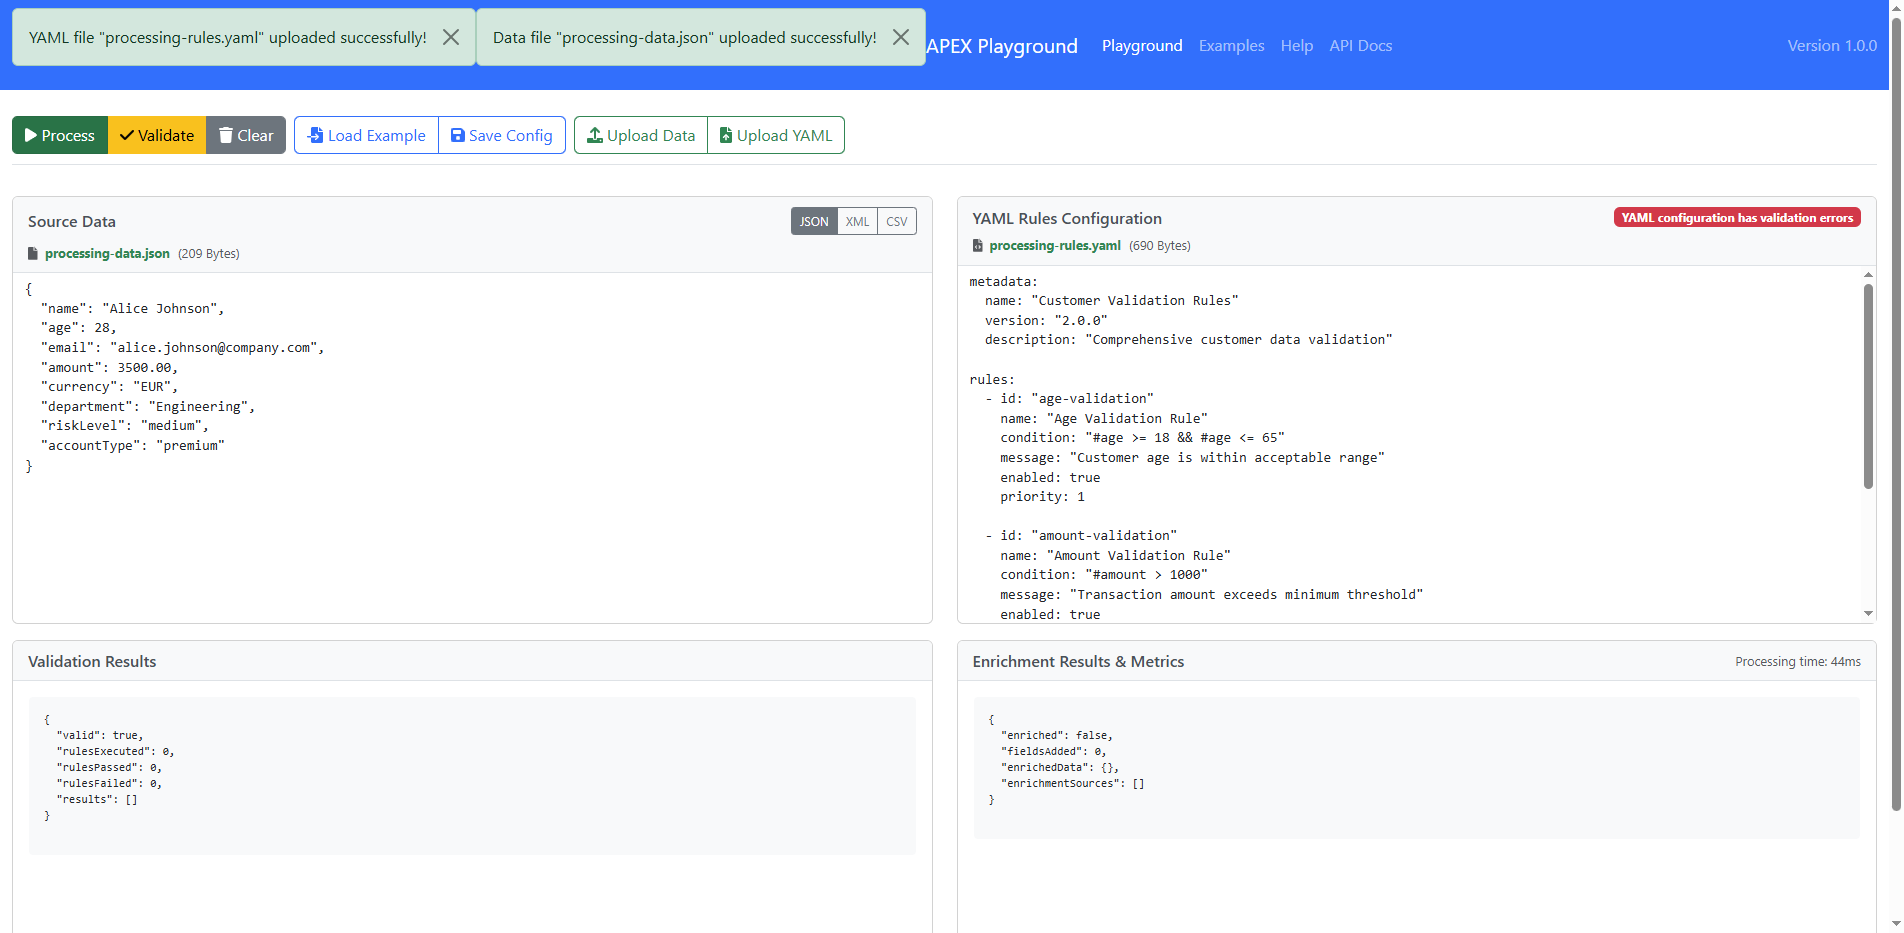 YAML file "processing-rules.yaml" uploaded successfully!
Data file "processing-data.json" uploaded successfully!
APEX Playground Playground Examples Help API Docs Version 1.0.0
Process Validate Clear Load Example Save Config Upload Data Upload YAML
Source Data
JSON XML CSV
processing-data.json (209 Bytes)
{
  "name": "Alice Johnson",
  "age": 28,
  "email": "alice.johnson@company.com",
  "amount": 3500.00,
  "currency": "EUR",
  "department": "Engineering",
  "riskLevel": "medium",
  "accountType": "premium"
}
YAML Rules Configuration
YAML configuration has validation errors
processing-rules.yaml (690 Bytes)
metadata:
  name: "Customer Validation Rules"
  version: "2.0.0"
  description: "Comprehensive customer data validation"
rules:
  - id: "age-validation"
    name: "Age Validation Rule"
    condition: "#age >= 18 && #age <= 65"
    message: "Customer age is within acceptable range"
    enabled: true
    priority: 1
  - id: "amount-validation"
    name: "Amount Validation Rule"
    condition: "#amount > 1000"
    message: "Transaction amount exceeds minimum threshold"
    enabled: true
Validation Results
{
  "valid": true,
  "rulesExecuted": 0,
  "rulesPassed": 0,
  "rulesFailed": 0,
  "results": []
}
Enrichment Results & Metrics
Processing time: 44ms
{
  "enriched": false,
  "fieldsAdded": 0,
  "enrichedData": {},
  "enrichmentSources": []
}